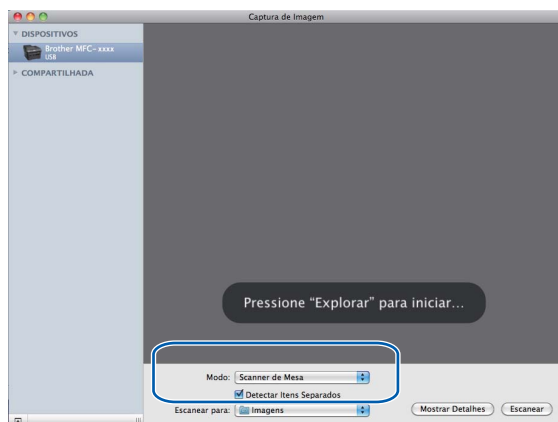 Captura de Imagem
DISPOSITIVOS
Brother MFC-xxxx
USB
COMPARTILHADA
Pressione “Explorar” para iniciar...
Modo: Scanner de Mesa
Detectar Itens Separados
Escanear para: Imagens
Mostrar Detalhes
Escanear